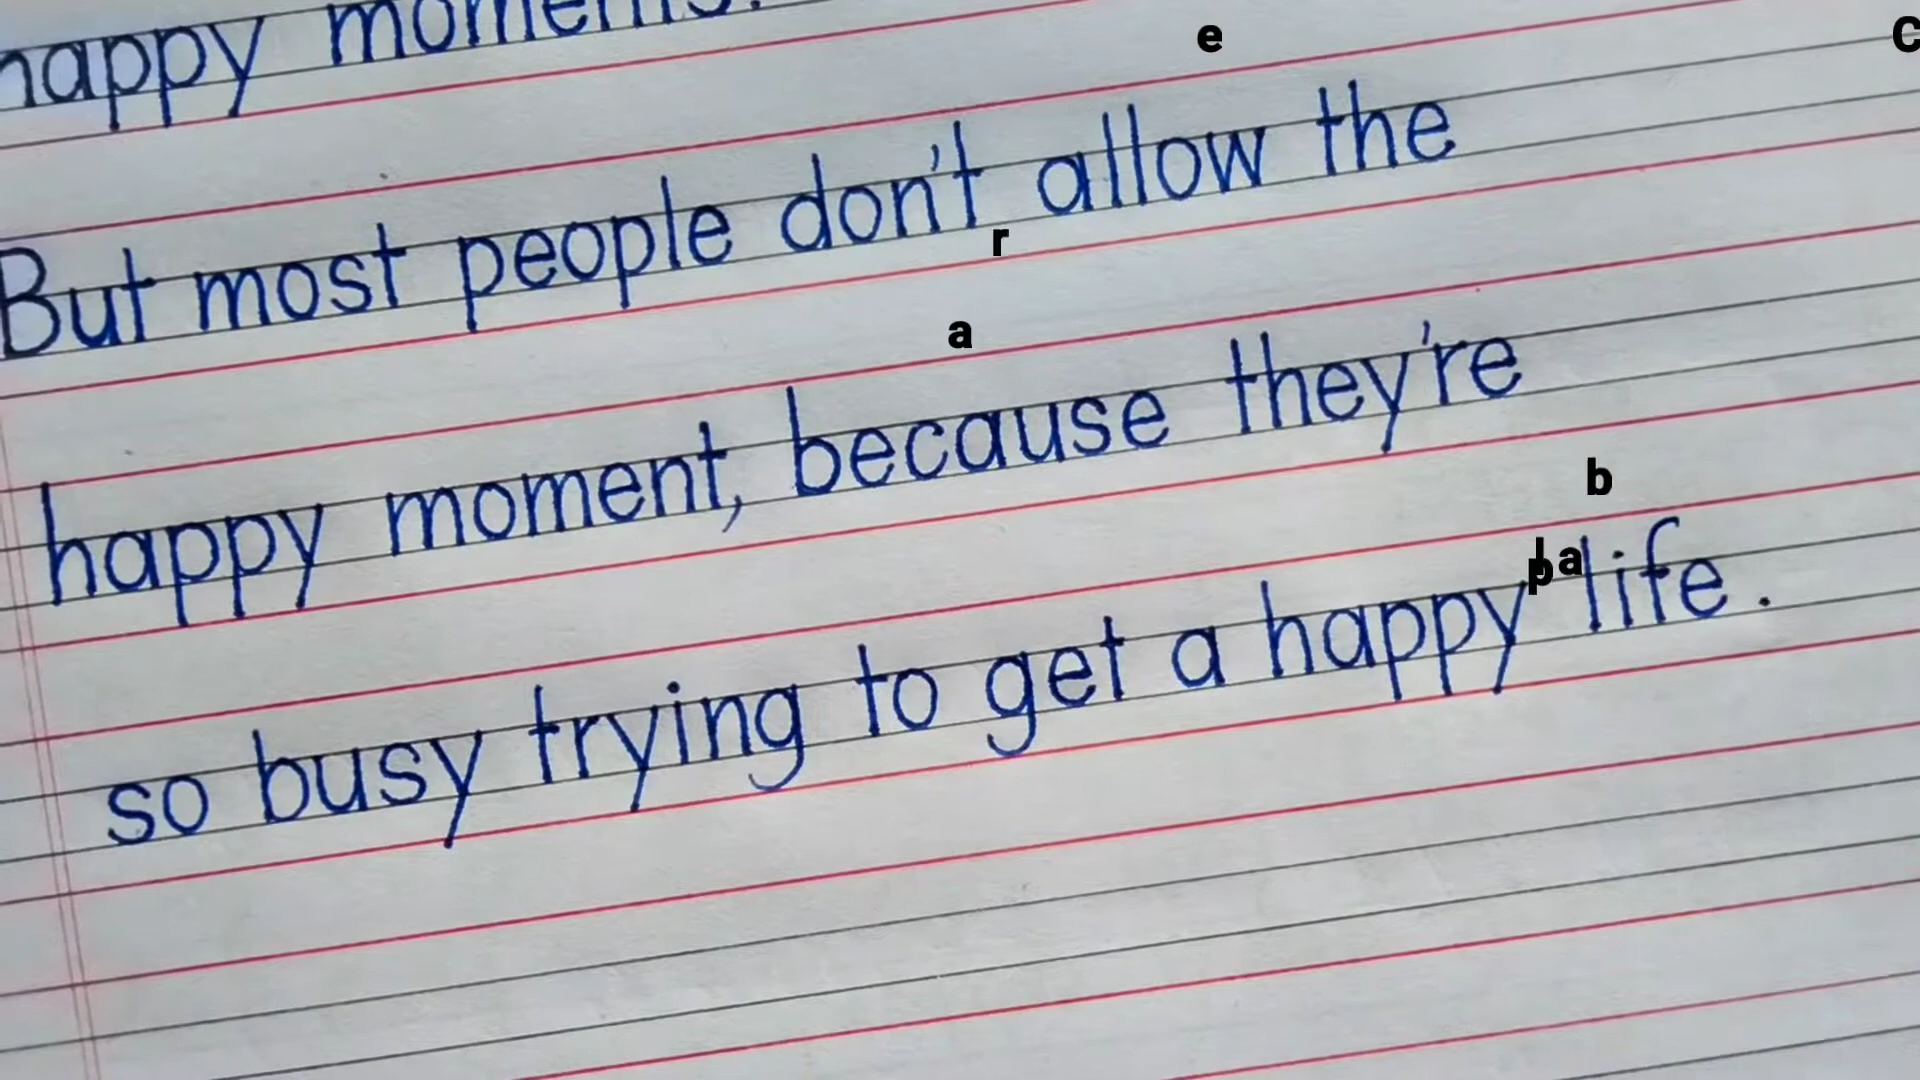 happy moments.
e
C
But most people don't allow the
r
a
happy moment, because they're
b
a
so busy trying to get a happy life.